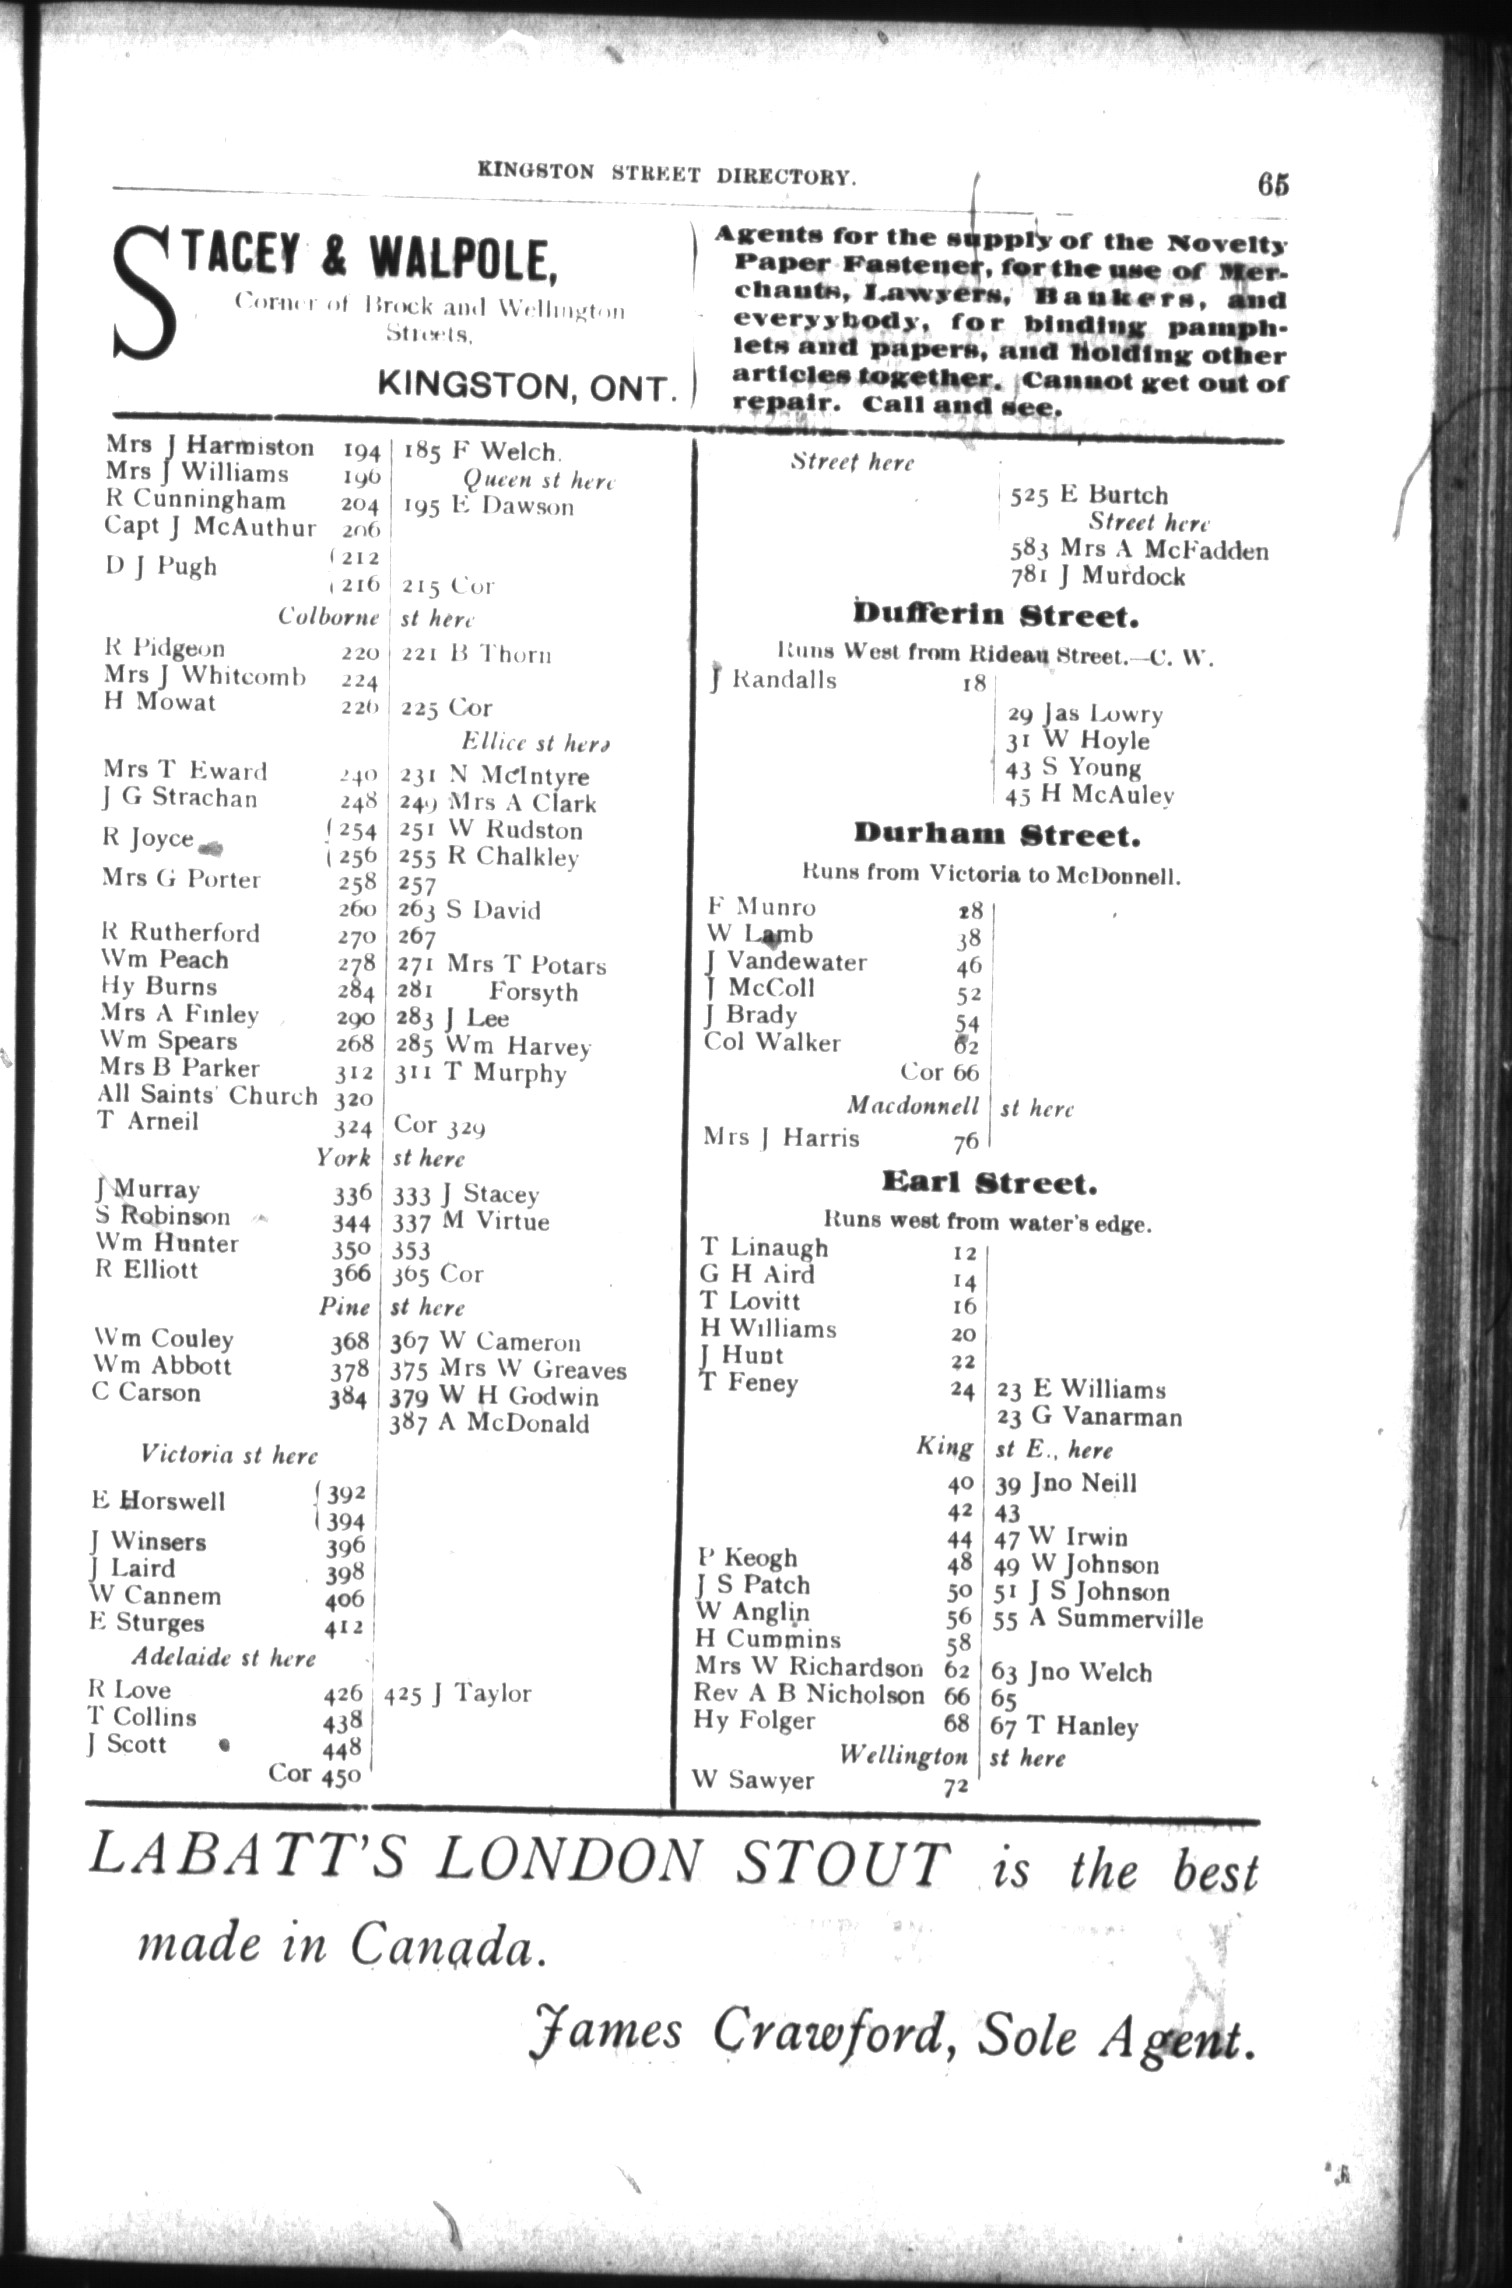 KINGSTON STREET DIRECTORY.
65
STACEY & WALPOLE,
Corner of Brock and Wellington
Streets,
KINGSTON, ONT.
Agents for the supply of the Novelty
Paper Fastener, for the use of Mer-
chants, Lawyers, Bankers, and
everyybody, for binding pamph-
lets and papers, and holding other
articles together. Cannot get out of
repair. Call and see.
Mrs J Harmiston 194 185 F Welch.
Mrs J Williams 196 Queen st here
R Cunningham 204 195 E Dawson
Capt J McAuthur 206
D J Pugh
212
216 215 Cor
Colborne st here
R Pidgeon 220 221 B Thorn
Mrs J Whitcomb 224
H Mowat 226 225 Cor
Ellice st here
Mrs T Eward 240 231 N McIntyre
J G Strachan 248 249 Mrs A Clark
R Joyce
254 251 W Rudston
256 255 R Chalkley
Mrs G Porter 258 257
260 263 S David
R Rutherford 270 267
Wm Peach 278 271 Mrs T Potars
Hy Burns 284 281 Forsyth
Mrs A Finley 290 283 J Lee
Wm Spears 268 285 Wm Harvey
Mrs B Parker 312 311 T Murphy
All Saints' Church 320
T Arneil 324 Cor 329
York st here
J Murray 336 333 J Stacey
S Robinson 344 337 M Virtue
Wm Hunter 350 353
R Elliott 366 365 Cor
Pine st here
Wm Couley 368 367 W Cameron
Wm Abbott 378 375 Mrs W Greaves
C Carson 384 379 W H Godwin
387 A McDonald
Victoria st here
E Horswell
392
394
J Winsers 396
J Laird 398
W Cannem 406
E Sturges 412
Adelaide st here
R Love 426 425 J Taylor
T Collins 438
J Scott 448
Cor 450
Street here
525 E Burtch
Street here
583 Mrs A McFadden
781 J Murdock
Dufferin Street.
Runs West from Rideau Street.—C. W.
J Randalls 18
29 Jas Lowry
31 W Hoyle
43 S Young
45 H McAuley
Durham Street.
Runs from Victoria to McDonnell.
F Munro 28
W Lamb 38
J Vandewater 46
J McColl 52
J Brady 54
Col Walker 62
Cor 66
Macdonnell st here
Mrs J Harris 76
Earl Street.
Runs west from water's edge.
T Linaugh 12
G H Aird 14
T Lovitt 16
H Williams 20
J Hunt 22
T Feney 24 23 E Williams
23 G Vanarman
King st E., here
40 39 Jno Neill
42 43
44 47 W Irwin
P Keogh 48 49 W Johnson
J S Patch 50 51 J S Johnson
W Anglin 56 55 A Summerville
H Cummins 58
Mrs W Richardson 62 63 Jno Welch
Rev A B Nicholson 66 65
Hy Folger 68 67 T Hanley
Wellington st here
W Sawyer 72
LABATT'S LONDON STOUT is the best
made in Canada.
James Crawford, Sole Agent.